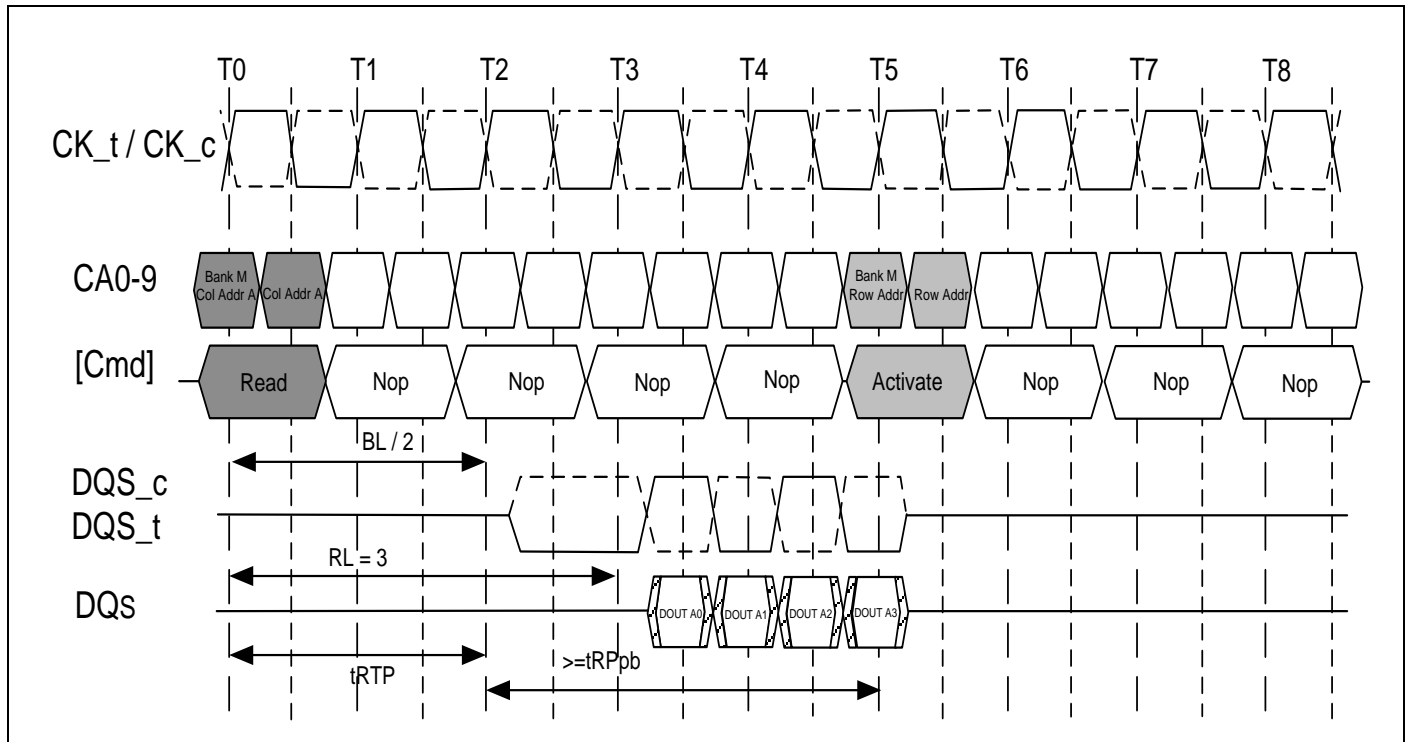 T0 T1 T2 T3 T4 T5 T6 T7 T8
CK_t / CK_c
CA0-9
Bank M
Col Addr A
Col Addr A
Bank M
Row Addr
Row Addr
[Cmd]
Read Nop Nop Nop Nop Activate Nop Nop Nop
BL / 2
DQS_c
DQS_t
RL = 3
DQs
DOUT A0 DOUT A1 DOUT A2 DOUT A3
tRTP
>=tRPpb